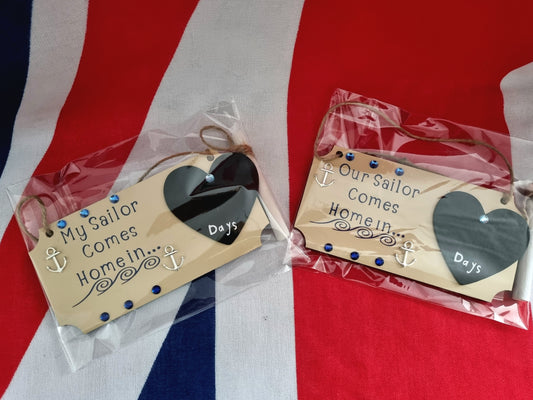 My Sailor
Comes
Home in...
Days
Our Sailor
Comes
Home in...
Days